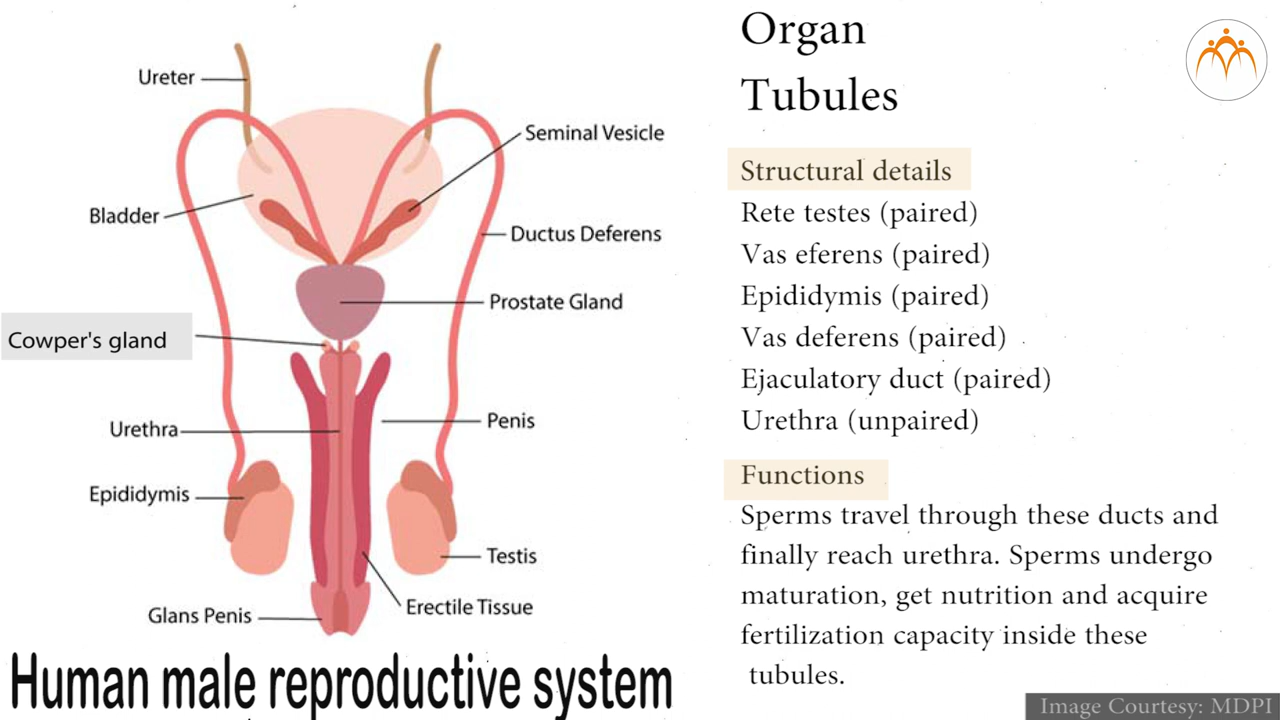 Ureter
Seminal Vesicle
Bladder
Ductus Deferens
Prostate Gland
Cowper's gland
Urethra
Penis
Epididymis
Testis
Erectile Tissue
Glans Penis
Human male reproductive system
Organ
Tubules
Structural details
Rete testes (paired)
Vas eferens (paired)
Epididymis (paired)
Vas deferens (paired)
Ejaculatory duct (paired)
Urethra (unpaired)
Functions
Sperms travel through these ducts and
finally reach urethra. Sperms undergo
maturation, get nutrition and acquire
fertilization capacity inside these
tubules.
Image Courtesy: MDPI